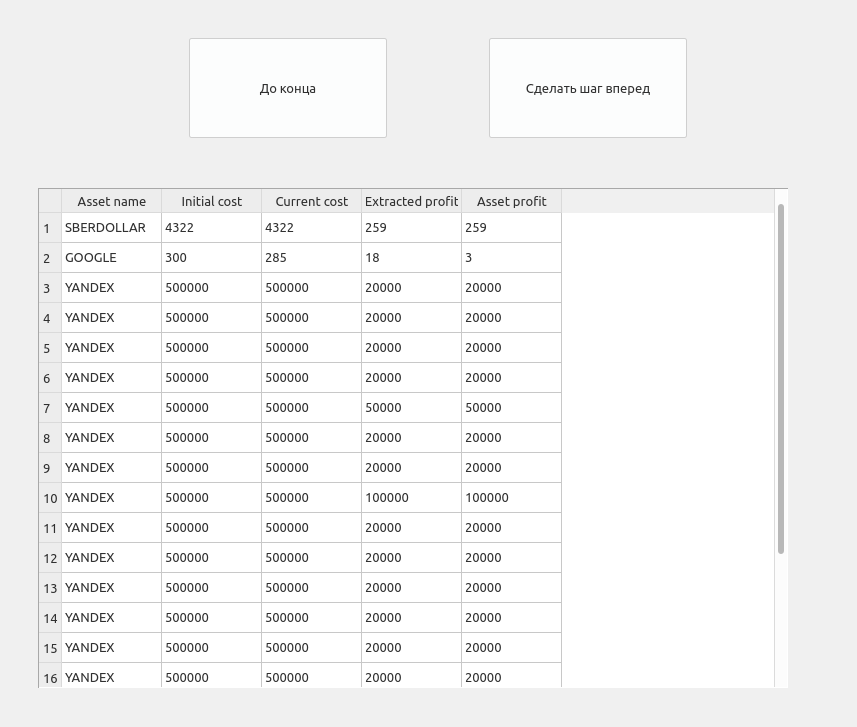 До конца
Сделать шаг вперед
Asset name Initial cost Current cost Extracted profit Asset profit
1 SBERDOLLAR 4322 4322 259 259
2 GOOGLE 300 285 18 3
3 YANDEX 500000 500000 20000 20000
4 YANDEX 500000 500000 20000 20000
5 YANDEX 500000 500000 20000 20000
6 YANDEX 500000 500000 20000 20000
7 YANDEX 500000 500000 50000 50000
8 YANDEX 500000 500000 20000 20000
9 YANDEX 500000 500000 20000 20000
10 YANDEX 500000 500000 100000 100000
11 YANDEX 500000 500000 20000 20000
12 YANDEX 500000 500000 20000 20000
13 YANDEX 500000 500000 20000 20000
14 YANDEX 500000 500000 20000 20000
15 YANDEX 500000 500000 20000 20000
16 YANDEX 500000 500000 20000 20000